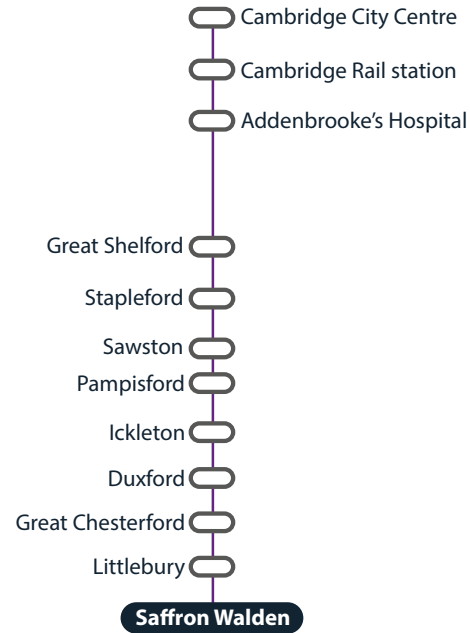 Cambridge City Centre
Cambridge Rail station
Addenbrooke’s Hospital
Great Shelford
Stapleford
Sawston
Pampisford
Ickleton
Duxford
Great Chesterford
Littlebury
Saffron Walden